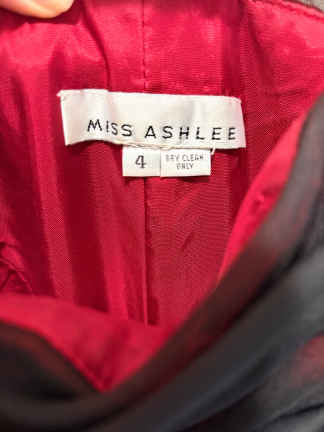 MISS ASHLEE
4
DRY CLEAN
ONLY